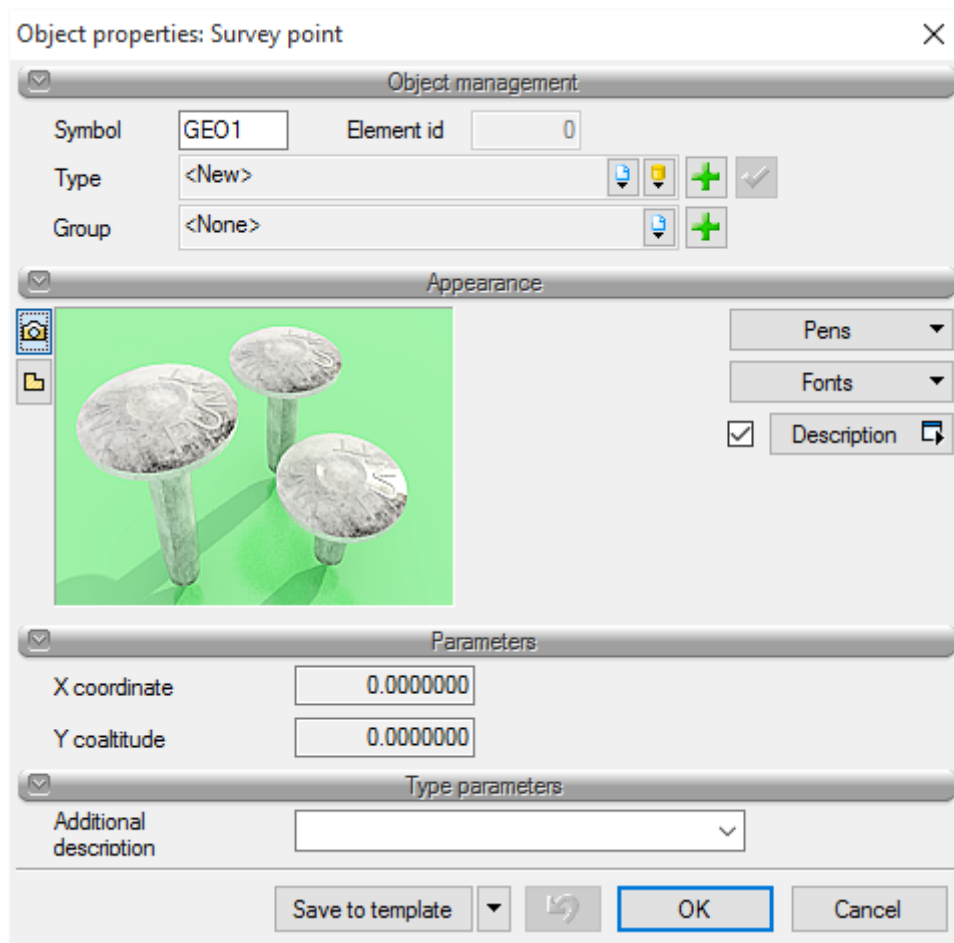 Object properties: Survey point
Object management
Symbol GEO1 Element id 0
Type <New>
Group <None>
Appearance
Pens
Fonts
Description
Parameters
X coordinate 0.0000000
Y coaltitude 0.0000000
Type parameters
Additional
description
Save to template OK Cancel